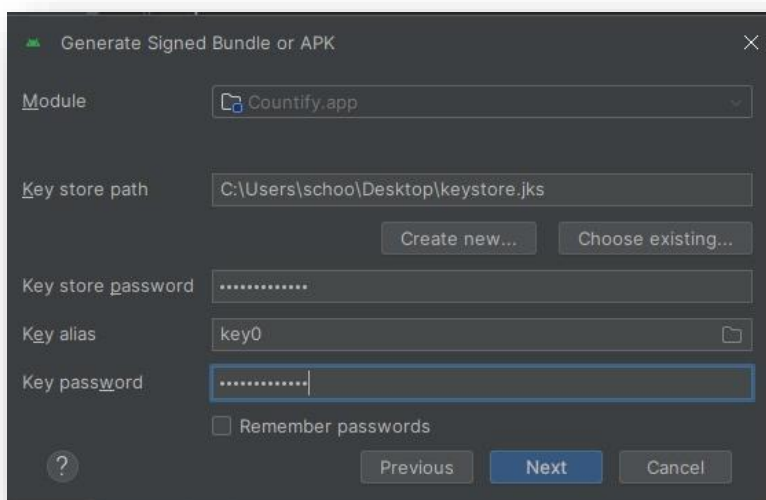 Generate Signed Bundle or APK
Module
Countify.app
Key store path
C:\Users\schoo\Desktop\keystore.jks
Create new...
Choose existing...
Key store password
•••••••••••••
Key alias
key0
Key password
•••••••••••••
Remember passwords
?
Previous
Next
Cancel